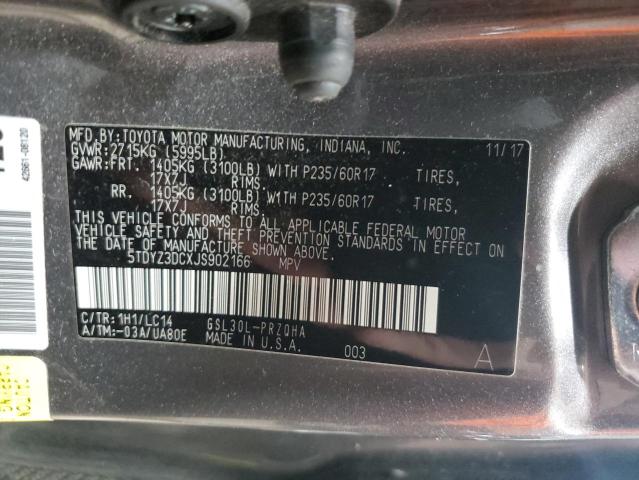 MFD.BY:TOYOTA MOTOR MANUFACTURING, INDIANA, INC. 11/17
GVWR:2715KG (5995LB)
GAWR:FRT. 1405KG (3100LB) WITH P235/60R17 TIRES,
17X7J RIMS.
RR. 1405KG (3100LB) WITH P235/60R17 TIRES,
17X7J RIMS.
THIS VEHICLE CONFORMS TO ALL APPLICABLE FEDERAL MOTOR
VEHICLE SAFETY AND THEFT PREVENTION STANDARDS IN EFFECT ON
THE DATE OF MANUFACTURE SHOWN ABOVE.
5TDYZ3DCXJS902166 MPV
C/TR:1H1/LC14 GSL30L-PRZQHA
A/TM:-03A/UA80E MADE IN U.S.A. 003 A
42661-08120